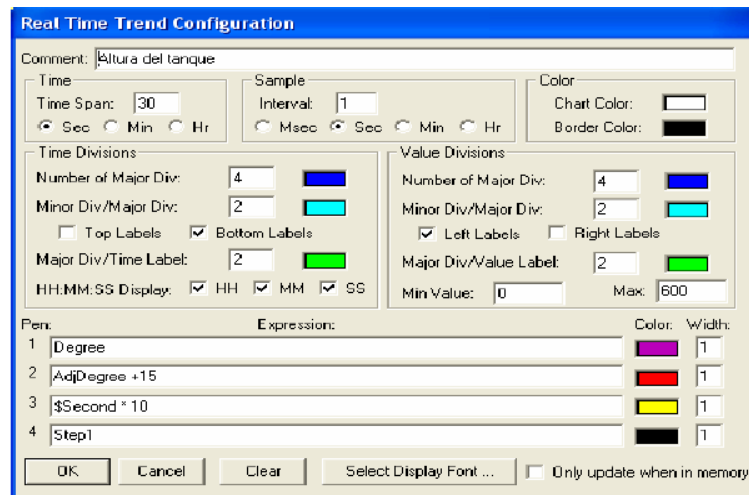 Real Time Trend Configuration
Comment: Altura del tanque
Time
Time Span: 30
Sec Min Hr
Sample
Interval: 1
Msec Sec Min Hr
Color
Chart Color:
Border Color:
Time Divisions
Number of Major Div: 4
Minor Div/Major Div: 2
Top Labels Bottom Labels
Major Div/Time Label: 2
HH:MM:SS Display: HH MM SS
Value Divisions
Number of Major Div: 4
Minor Div/Major Div: 2
Left Labels Right Labels
Major Div/Value Label: 2
Min Value: 0 Max: 600
Pen: Expression: Color: Width:
1 Degree 1
2 AdjDegree +15 1
3 $Second * 10 1
4 Step1 1
OK Cancel Clear Select Display Font ... Only update when in memory